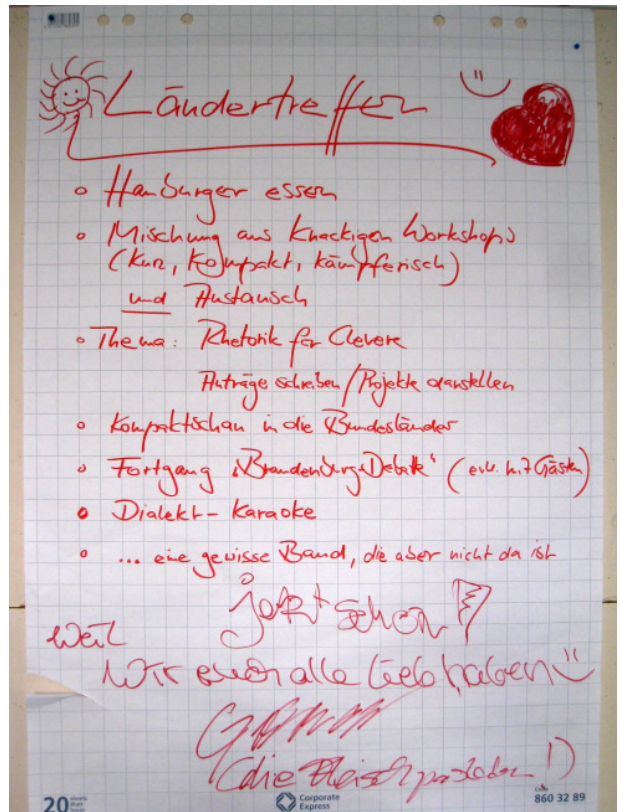 Ländertreffen
Hamburger essen
Mischung aus Knackigen Workshops
(Kurz, Kompakt, kämpferisch)
und Austausch
Thema: Rhetorik für Clevere
Anträge schreiben / Projekte darstellen
Kompaktschau in die Bundesländer
Fortgang "Brandenburg-Debatte" (evtl. mit Gästen)
Dialekt-Karaoke
... eine gewisse Band, die aber nicht da ist
jetzt schon!
Weil
Wir euch alle lieb haben
(die
20
Corporate
Express
860 32 89